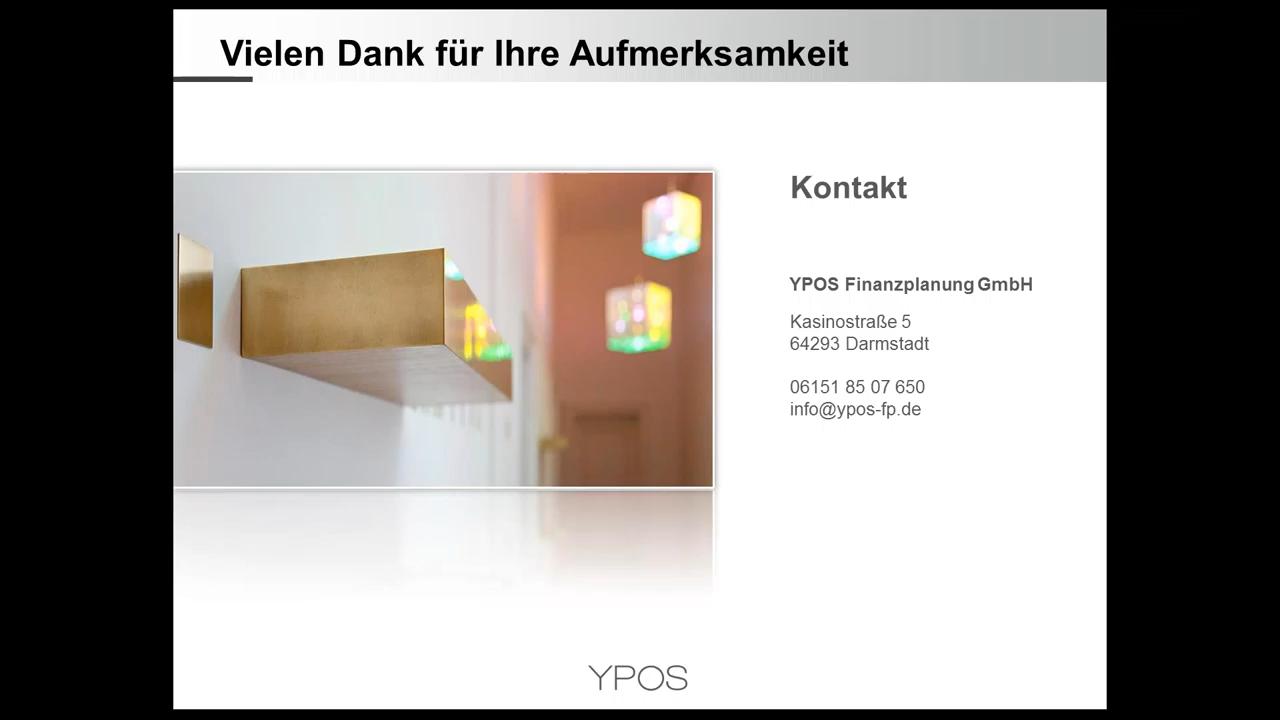 Vielen Dank für Ihre Aufmerksamkeit
Kontakt
YPOS Finanzplanung GmbH
Kasinostraße 5
64293 Darmstadt
06151 85 07 650
info@ypos-fp.de
YPOS